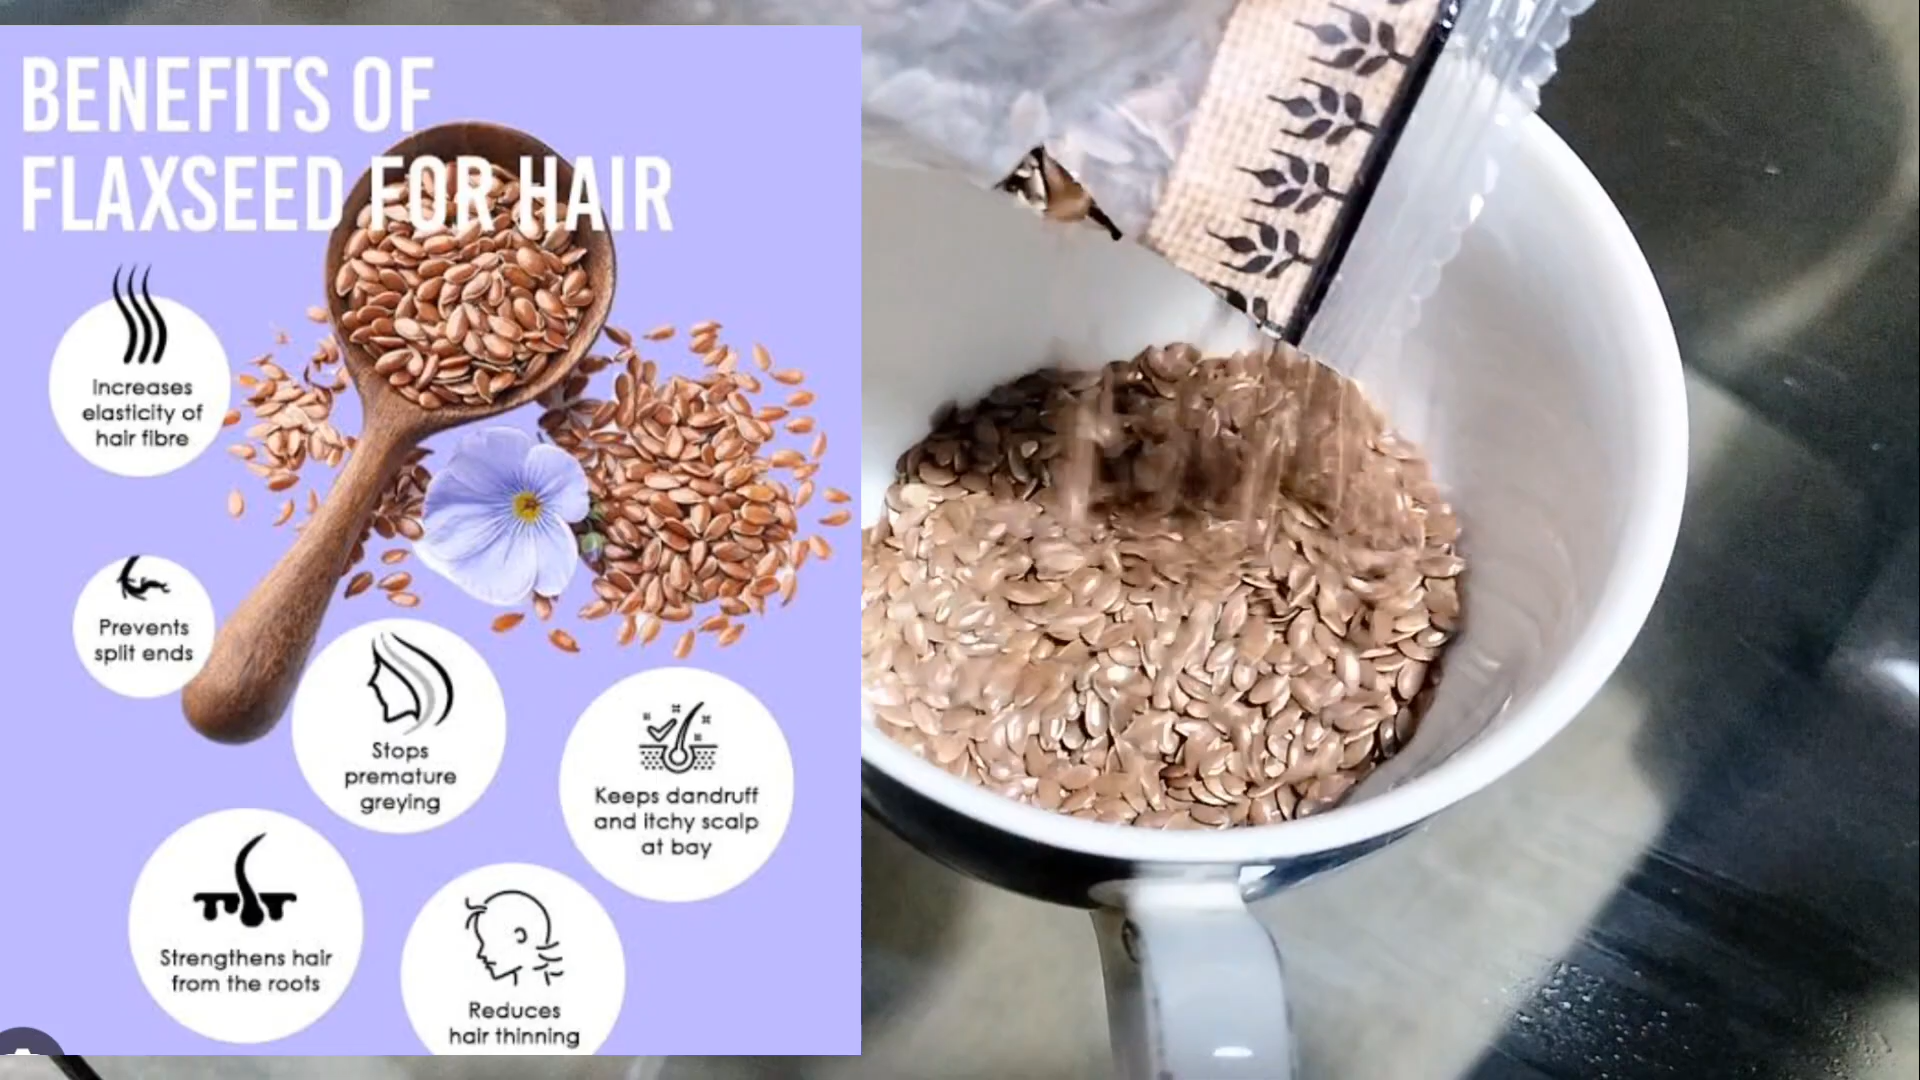 BENEFITS OF
FLAXSEED FOR HAIR
Increases
elasticity of
hair fibre
Prevents
split ends
Stops
premature
greying
Keeps dandruff
and itchy scalp
at bay
Strengthens hair
from the roots
Reduces
hair thinning